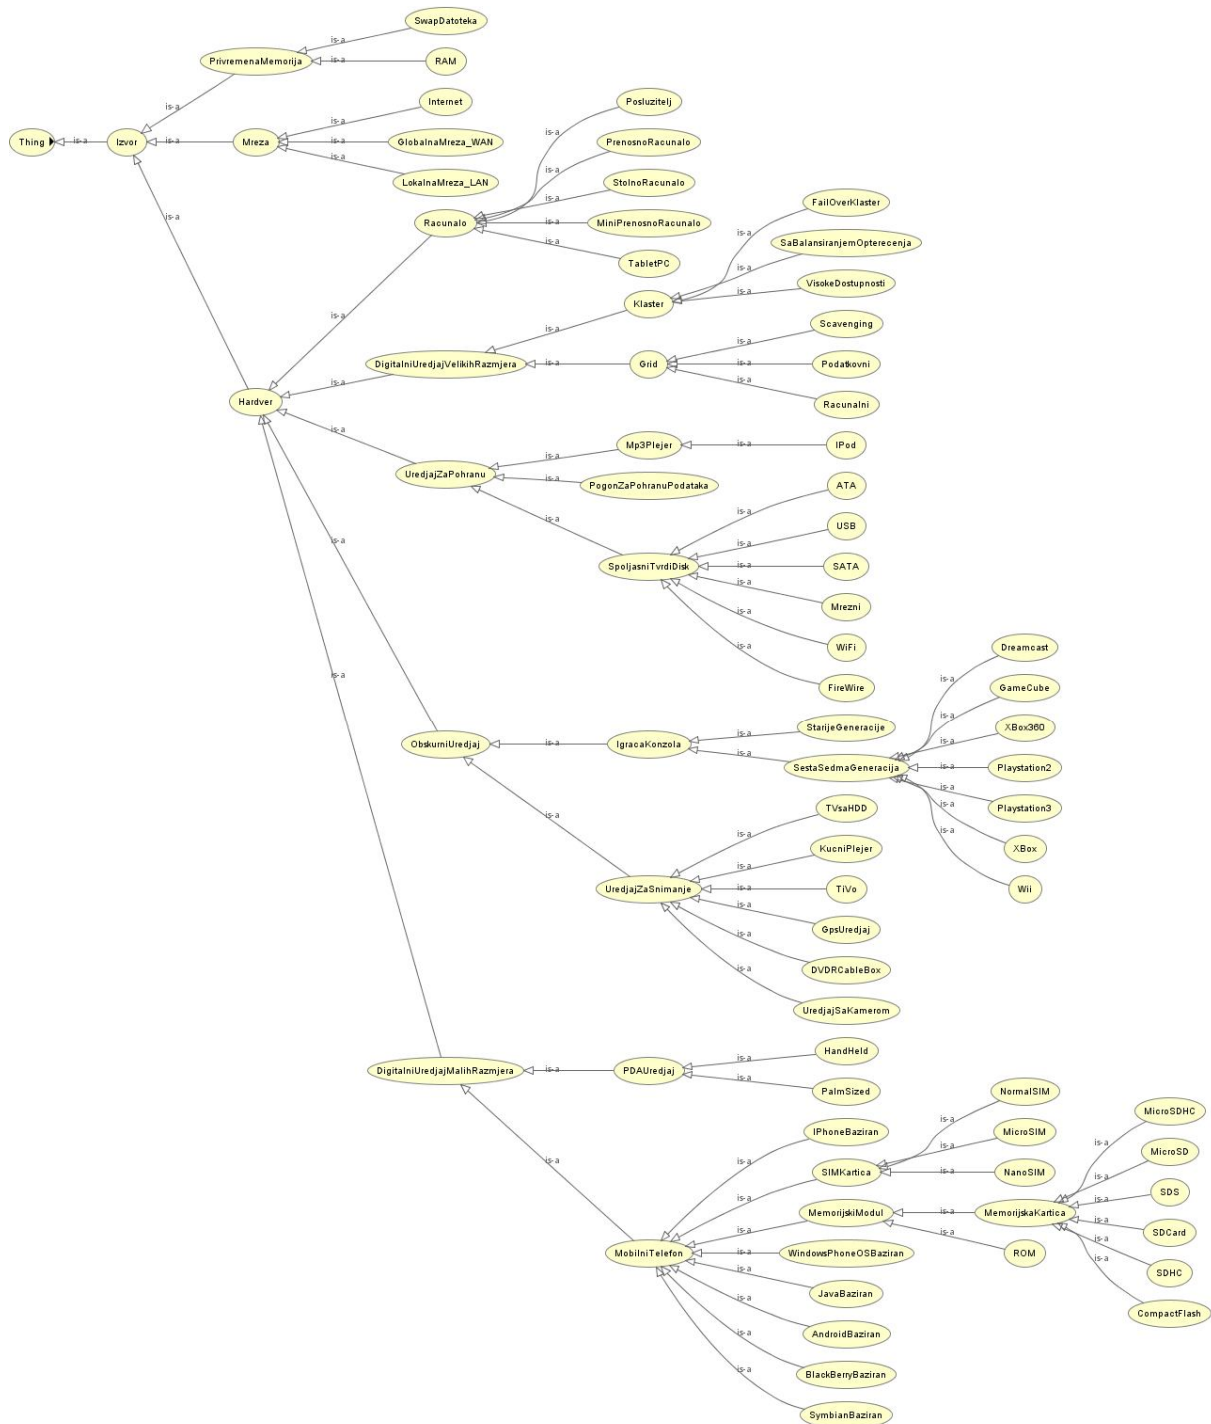 SwapDatoteka
is-a
PrivremenaMemorija
is-a
RAM
is-a
Internet
Posluzitelj
is-a
is-a
Thing
is-a
Izvor
is-a
Mreza
is-a
GlobalnaMreza_WAN
PrenosnoRacunalo
is-a
is-a
LokalnaMreza_LAN
StolnoRacunalo
is-a
FailOverKlaster
is-a
Racunalo
is-a
MiniPrenosnoRacunalo
is-a
is-a
SaBalansiranjemOpterecenja
is-a
TabletPC
is-a
VisokeDostupnosti
Klaster
is-a
Scavenging
is-a
DigitalniUredjajVelikihRazmjera
is-a
Grid
is-a
Podatkovni
is-a
is-a
Hardver
Racunalni
is-a
is-a
Mp3Plejer
is-a
IPod
is-a
UredjajZaPohranu
is-a
PogonZaPohranuPodataka
ATA
is-a
is-a
USB
is-a
is-a
SpoljasniTvrdiDisk
is-a
SATA
is-a
Mrezni
is-a
WiFi
Dreamcast
is-a
is-a
is-a
FireWire
GameCube
is-a
StarijeGeneracije
XBox360
is-a
is-a
ObskurniUredjaj
is-a
IgracaKonzola
is-a
SestaSedmaGeneracija
is-a
Playstation2
is-a
Playstation3
is-a
TVsaHDD
is-a
is-a
is-a
KucniPlejer
XBox
is-a
UredjajZaSnimanje
is-a
TiVo
Wii
is-a
GpsUredjaj
is-a
DVDRCableBox
is-a
UredjajSaKamerom
HandHeld
is-a
DigitalniUredjajMalihRazmjera
is-a
PDAUredjaj
is-a
PalmSized
NormalSIM
MicroSDHC
is-a
IPhoneBaziran
MicroSIM
is-a
is-a
is-a
MicroSD
is-a
SIMKartica
is-a
NanoSIM
is-a
is-a
SDS
is-a
MemorijskiModul
is-a
MemorijskaKartica
is-a
is-a
SDCard
is-a
MobilniTelefon
is-a
WindowsPhoneOSBaziran
ROM
is-a
is-a
SDHC
JavaBaziran
is-a
is-a
CompactFlash
AndroidBaziran
is-a
BlackBerryBaziran
is-a
SymbianBaziran